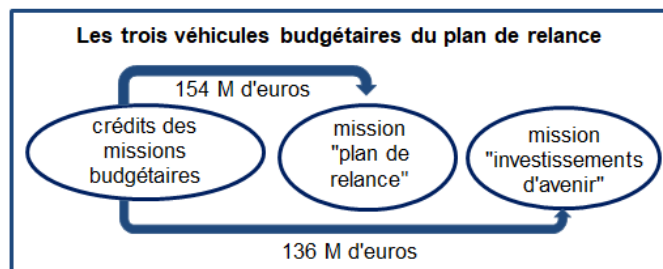 Les trois véhicules budgétaires du plan de relance
154 M d'euros
crédits des
missions
budgétaires
mission
"plan de
relance"
mission
"investissements
d'avenir"
136 M d'euros